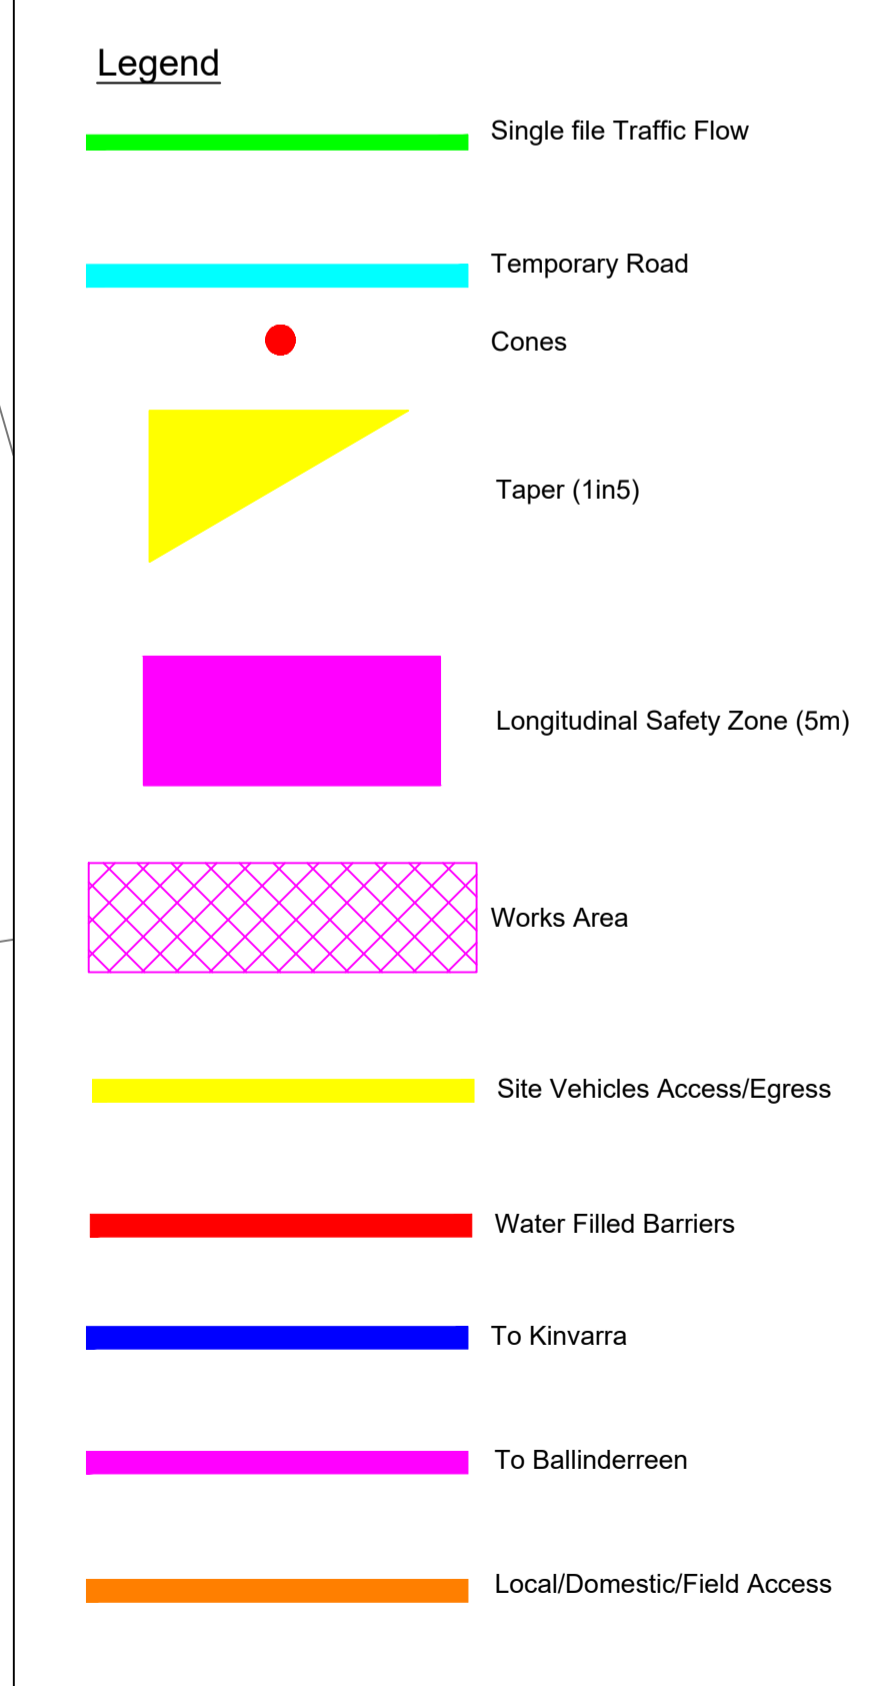 Legend
Single file Traffic Flow
Temporary Road
Cones
Taper (1in5)
Longitudinal Safety Zone (5m)
Works Area
Site Vehicles Access/Egress
Water Filled Barriers
To Kinvarra
To Ballinderreen
Local/Domestic/Field Access